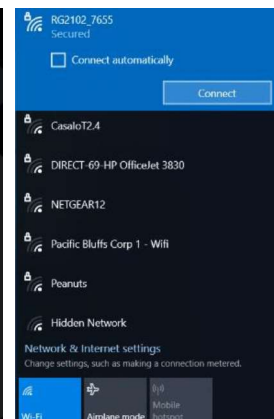 RG2102_7655
Secured
Connect automatically
Connect
CasaIoT2.4
DIRECT-69-HP OfficeJet 3830
NETGEAR12
Pacific Bluffs Corp 1 - Wifi
Peanuts
Hidden Network
Network & Internet settings
Change settings, such as making a connection metered.
Wi-Fi
Airplane mode
Mobile
hotspot